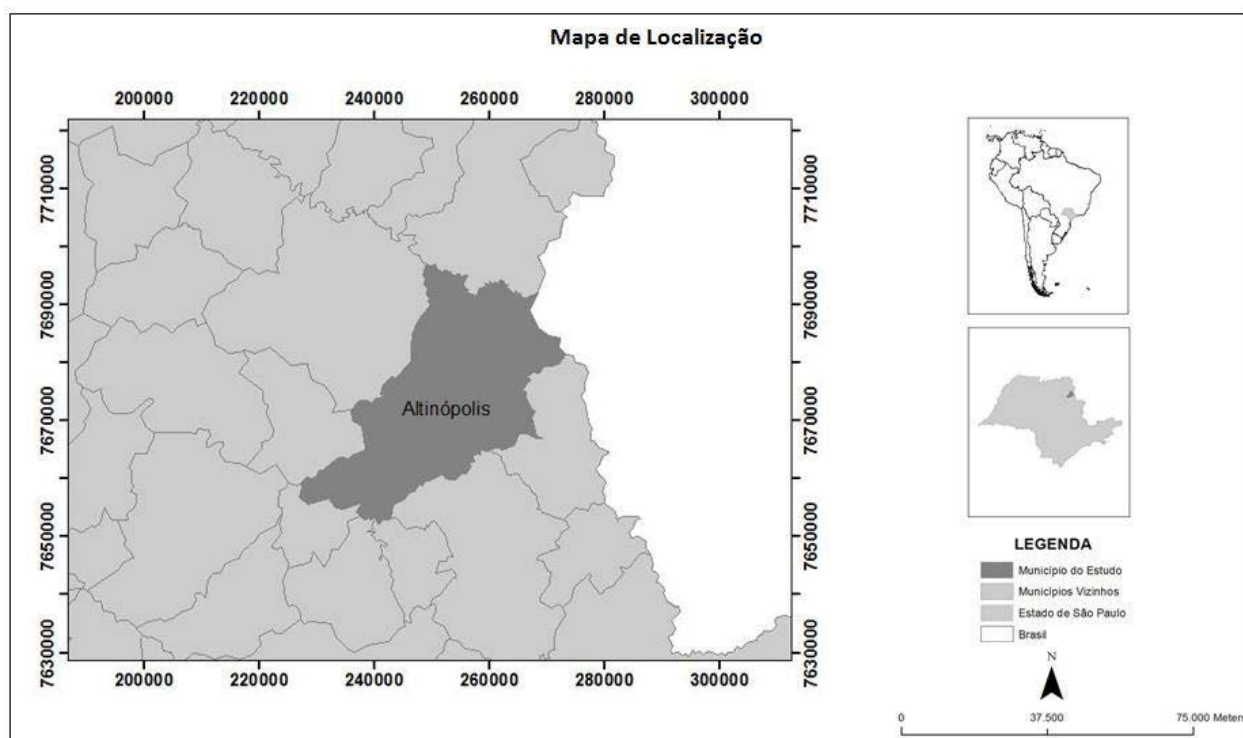 Mapa de Localização
200000 220000 240000 260000 280000 300000
7710000 7710000
7690000 7690000
7670000 7670000
7650000 7650000
7630000 7630000
Altinópolis
200000 220000 240000 260000 280000 300000
LEGENDA
Município do Estudo
Municípios Vizinhos
Estado de São Paulo
Brasil
N
0 37.500 75.000 Meters